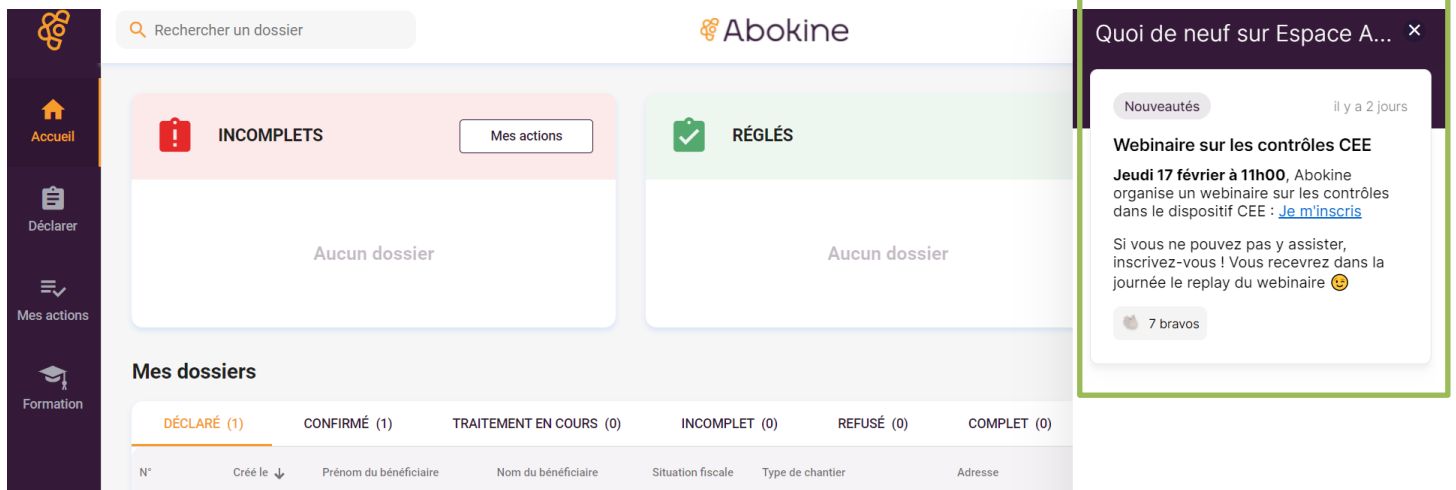 Rechercher un dossier
Abokine
Quoi de neuf sur Espace A... ×
Accueil
Déclarer
Mes actions
Formation
INCOMPLETS
Mes actions
Aucun dossier
RÉGLÉS
Aucun dossier
Nouveautés
il y a 2 jours
Webinaire sur les contrôles CEE
Jeudi 17 février à 11h00, Abokine
organise un webinaire sur les contrôles
dans le dispositif CEE : Je m'inscris
Si vous ne pouvez pas y assister,
inscrivez-vous ! Vous recevrez dans la
journée le replay du webinaire 😉
7 bravos
Mes dossiers
DÉCLARÉ (1) CONFIRMÉ (1) TRAITEMENT EN COURS (0) INCOMPLET (0) REFUSÉ (0) COMPLET (0)
N° Créé le ↓ Prénom du bénéficiaire Nom du bénéficiaire Situation fiscale Type de chantier Adresse